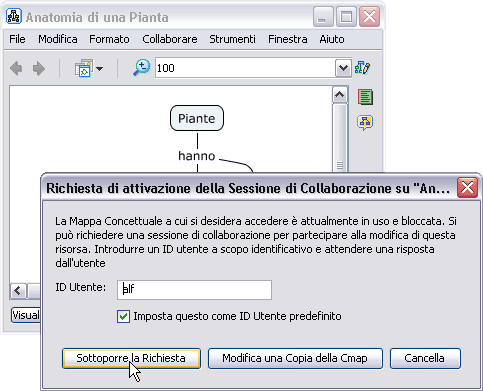 Anatomia di una Pianta
File Modifica Formato Collaborare Strumenti Finestra Aiuto
100
Piante
hanno
Richiesta di attivazione della Sessione di Collaborazione su "An...
La Mappa Concettuale a cui si desidera accedere è attualmente in uso e bloccata. Si
può richiedere una sessione di collaborazione per partecipare alla modifica di questa
risorsa. Introdurre un ID utente a scopo identificativo e attendere una risposta
dall'utente
ID Utente: alf
Imposta questo come ID Utente predefinito
Visual
Sottoporre la Richiesta Modifica una Copia della Cmap Cancella